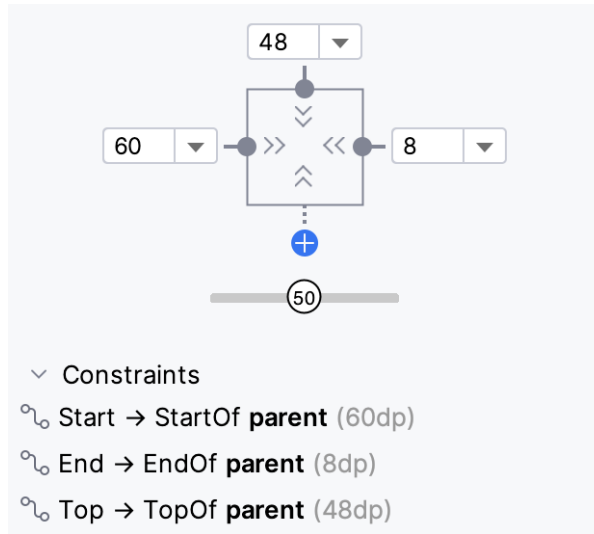 48
60 8
50
Constraints
Start → StartOf parent (60dp)
End → EndOf parent (8dp)
Top → TopOf parent (48dp)